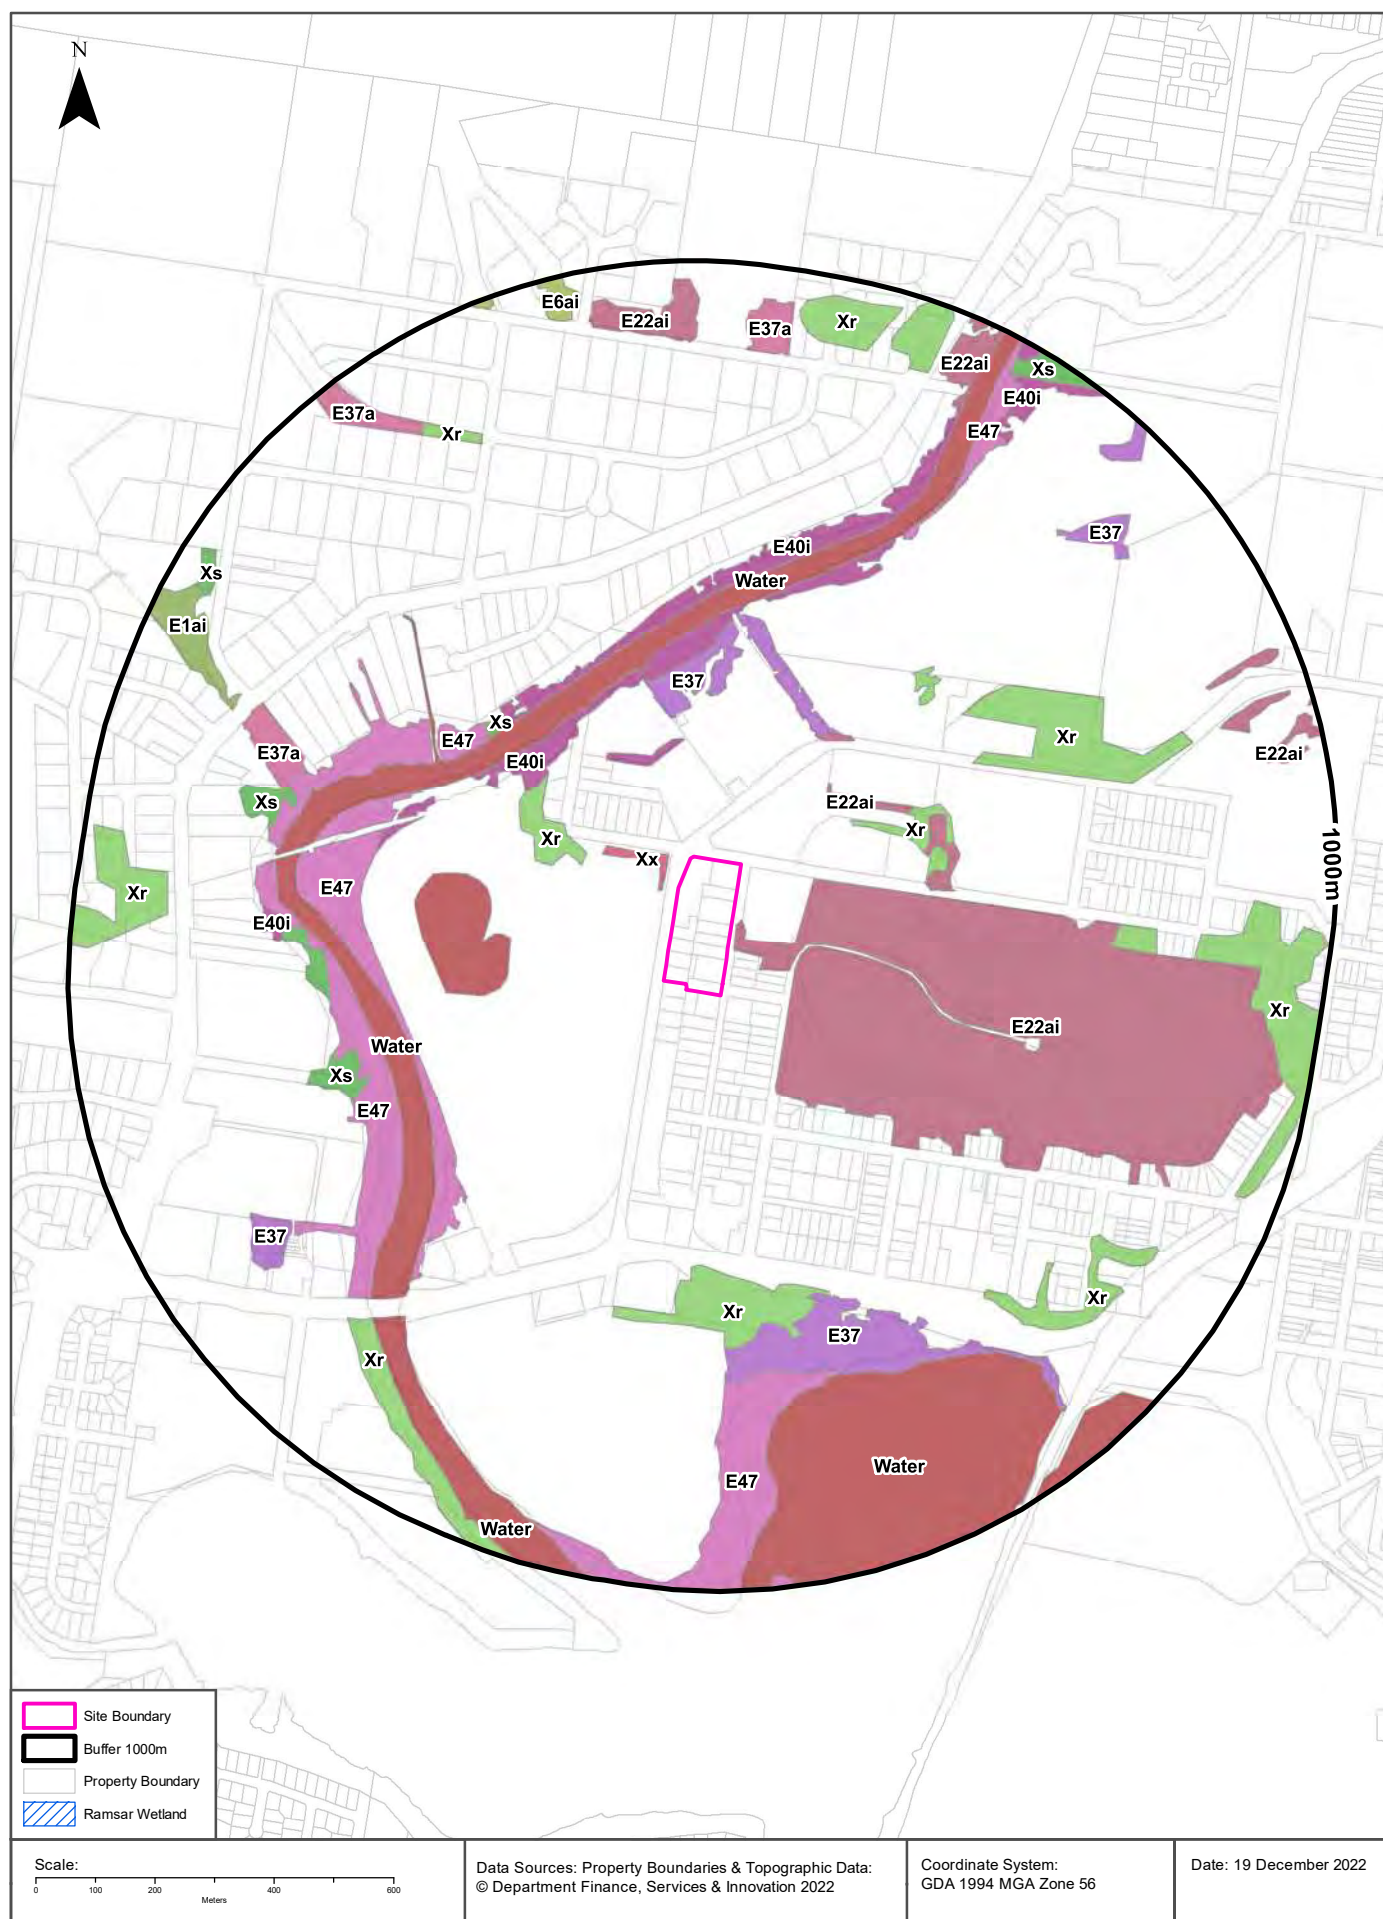 N
E6ai
E22ai
E37a
Xr
E22ai
Xs
E40i
E47
E37a
Xr
E37
E40i
Water
Xs
E1ai
E37
Xs
E47
E37a
E40i
Xr
E22ai
Xs
E22ai
Xr
Xr
Xx
1000m
E47
Xr
E40i
Xr
E22ai
Water
Xs
E47
E37
Xr
Xr
E37
Xr
Water
E47
Water
Site Boundary
Buffer 1000m
Property Boundary
Ramsar Wetland
Scale:
0 100 200 400 600
Meters
Data Sources: Property Boundaries & Topographic Data:
© Department Finance, Services & Innovation 2022
Coordinate System:
GDA 1994 MGA Zone 56
Date: 19 December 2022